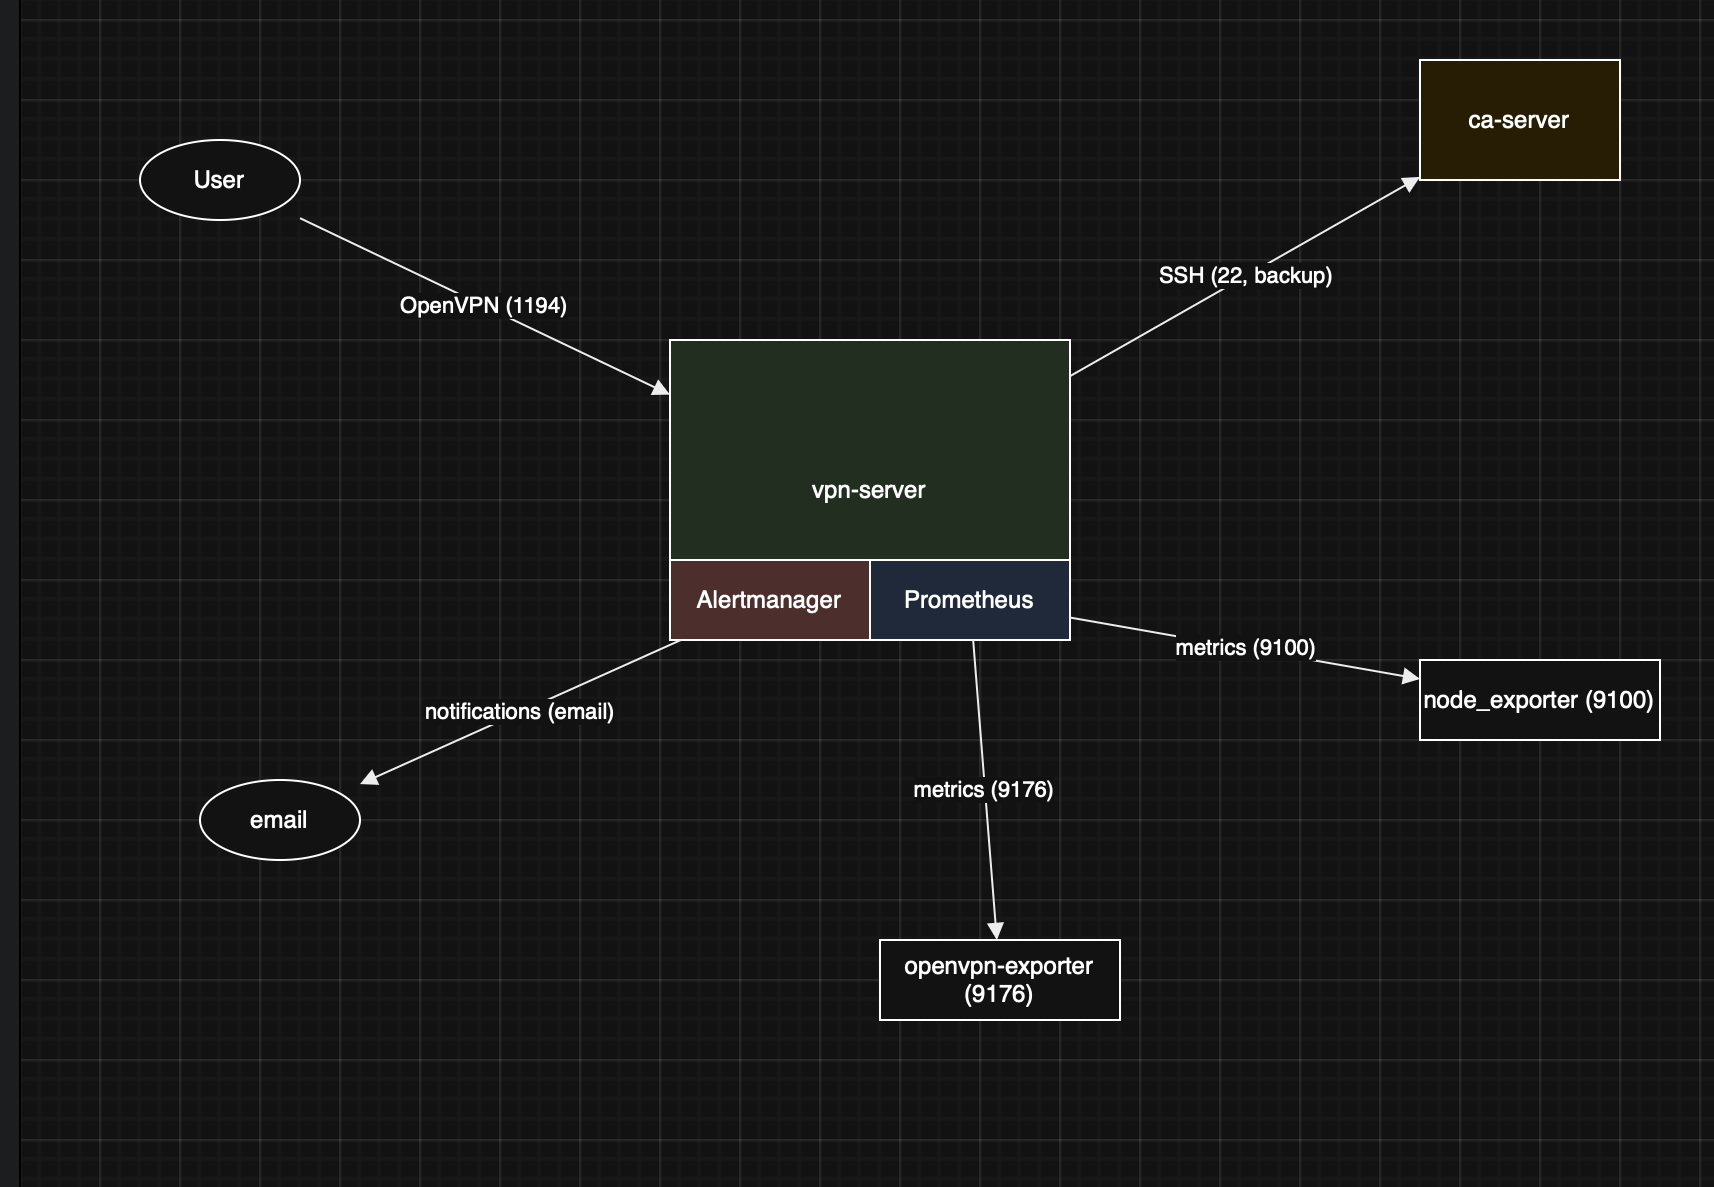 ca-server
User
SSH (22, backup)
OpenVPN (1194)
vpn-server
Alertmanager
Prometheus
metrics (9100)
node_exporter (9100)
notifications (email)
metrics (9176)
email
openvpn-exporter
(9176)